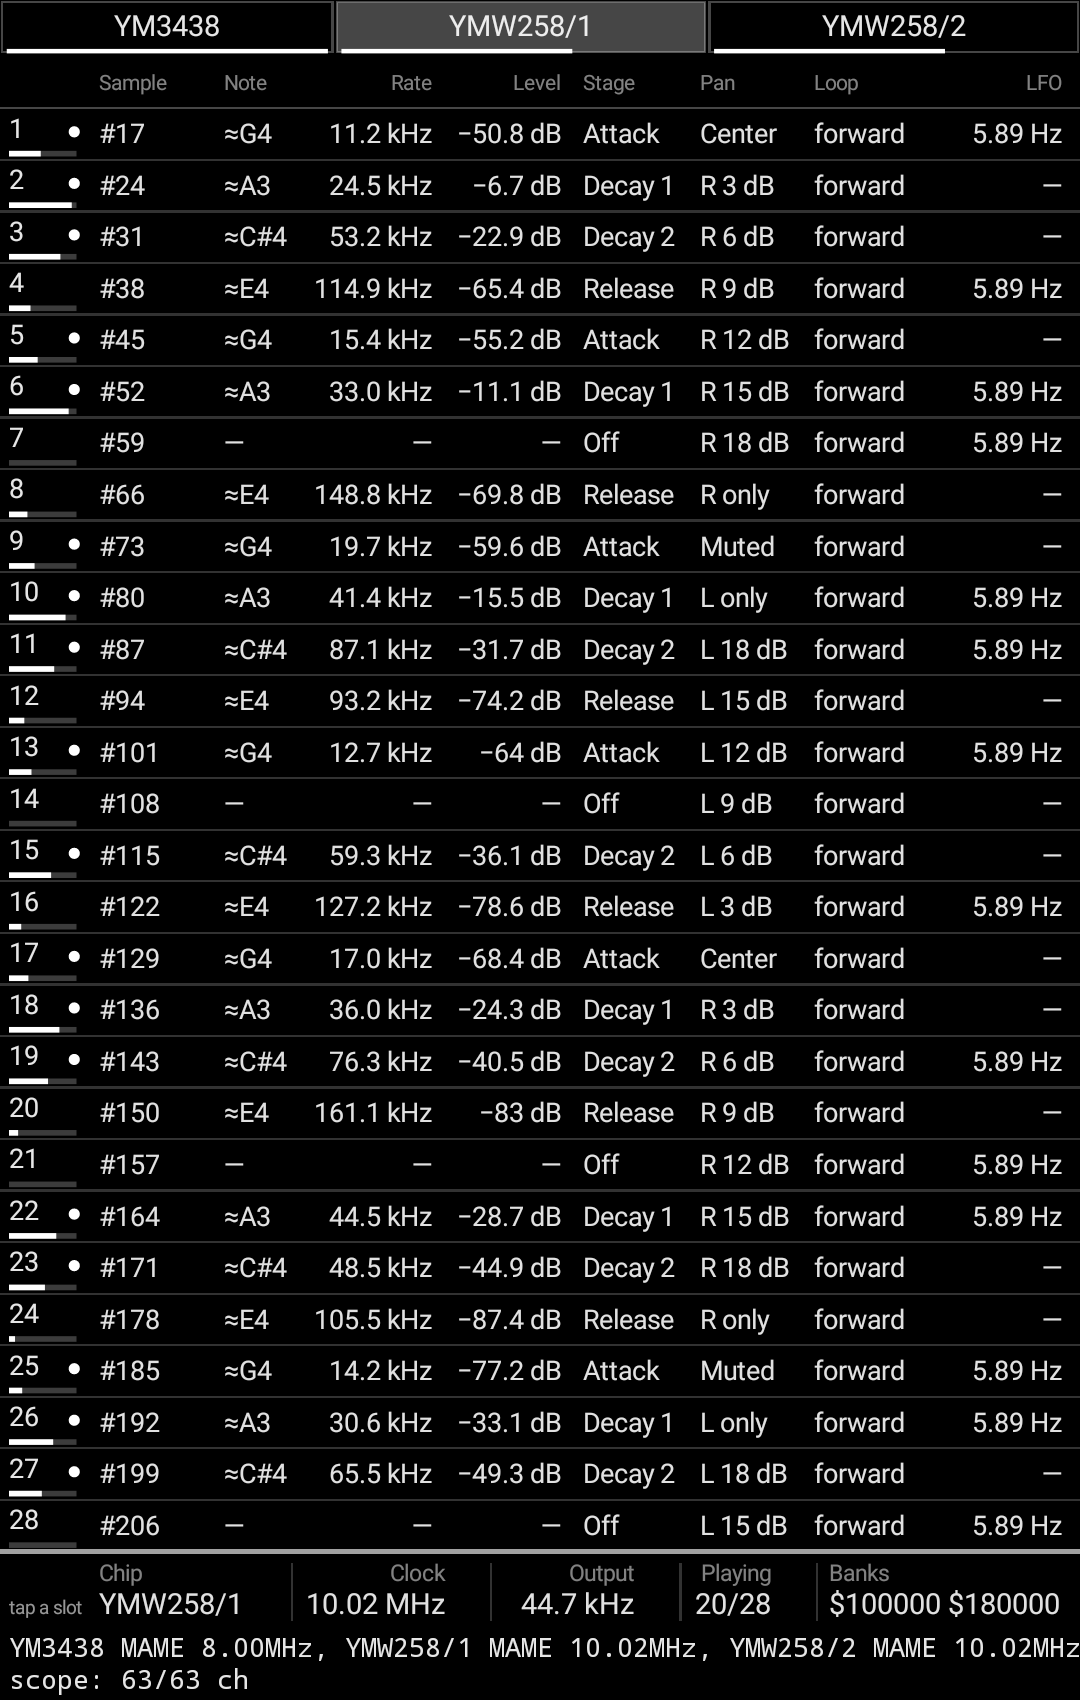 YM3438 YMW258/1 YMW258/2
Sample Note Rate Level Stage Pan Loop LFO
1 #17 ≈G4 11.2 kHz −50.8 dB Attack Center forward 5.89 Hz
2 #24 ≈A3 24.5 kHz −6.7 dB Decay 1 R 3 dB forward —
3 #31 ≈C#4 53.2 kHz −22.9 dB Decay 2 R 6 dB forward —
4 #38 ≈E4 114.9 kHz −65.4 dB Release R 9 dB forward 5.89 Hz
5 #45 ≈G4 15.4 kHz −55.2 dB Attack R 12 dB forward —
6 #52 ≈A3 33.0 kHz −11.1 dB Decay 1 R 15 dB forward 5.89 Hz
7 #59 — — — Off R 18 dB forward 5.89 Hz
8 #66 ≈E4 148.8 kHz −69.8 dB Release R only forward —
9 #73 ≈G4 19.7 kHz −59.6 dB Attack Muted forward —
10 #80 ≈A3 41.4 kHz −15.5 dB Decay 1 L only forward 5.89 Hz
11 #87 ≈C#4 87.1 kHz −31.7 dB Decay 2 L 18 dB forward 5.89 Hz
12 #94 ≈E4 93.2 kHz −74.2 dB Release L 15 dB forward —
13 #101 ≈G4 12.7 kHz −64 dB Attack L 12 dB forward 5.89 Hz
14 #108 — — — Off L 9 dB forward —
15 #115 ≈C#4 59.3 kHz −36.1 dB Decay 2 L 6 dB forward —
16 #122 ≈E4 127.2 kHz −78.6 dB Release L 3 dB forward 5.89 Hz
17 #129 ≈G4 17.0 kHz −68.4 dB Attack Center forward —
18 #136 ≈A3 36.0 kHz −24.3 dB Decay 1 R 3 dB forward —
19 #143 ≈C#4 76.3 kHz −40.5 dB Decay 2 R 6 dB forward 5.89 Hz
20 #150 ≈E4 161.1 kHz −83 dB Release R 9 dB forward —
21 #157 — — — Off R 12 dB forward 5.89 Hz
22 #164 ≈A3 44.5 kHz −28.7 dB Decay 1 R 15 dB forward 5.89 Hz
23 #171 ≈C#4 48.5 kHz −44.9 dB Decay 2 R 18 dB forward —
24 #178 ≈E4 105.5 kHz −87.4 dB Release R only forward —
25 #185 ≈G4 14.2 kHz −77.2 dB Attack Muted forward 5.89 Hz
26 #192 ≈A3 30.6 kHz −33.1 dB Decay 1 L only forward 5.89 Hz
27 #199 ≈C#4 65.5 kHz −49.3 dB Decay 2 L 18 dB forward —
28 #206 — — — Off L 15 dB forward 5.89 Hz
Chip Clock Output Playing Banks
tap a slot YMW258/1 10.02 MHz 44.7 kHz 20/28 $100000 $180000
YM3438 MAME 8.00MHz, YMW258/1 MAME 10.02MHz, YMW258/2 MAME 10.02MHz
scope: 63/63 ch